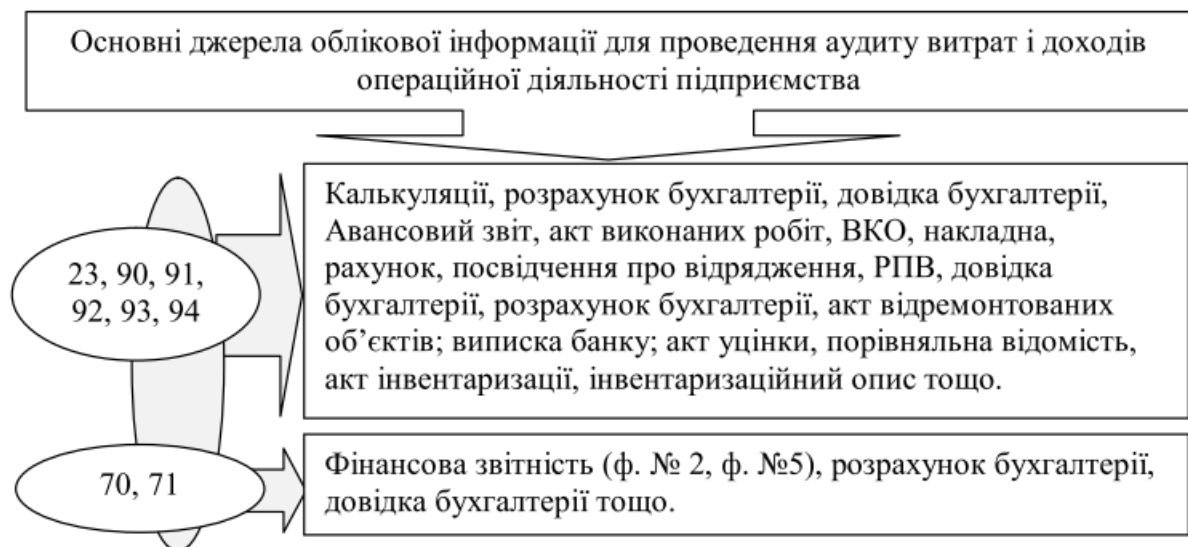 Основні джерела облікової інформації для проведення аудиту витрат і доходів
операційної діяльності підприємства
23, 90, 91,
92, 93, 94
Калькуляції, розрахунок бухгалтерії, довідка бухгалтерії,
Авансовий звіт, акт виконаних робіт, ВКО, накладна,
рахунок, посвідчення про відрядження, РПВ, довідка
бухгалтерії, розрахунок бухгалтерії, акт відремонтованих
об’єктів; виписка банку; акт уцінки, порівняльна відомість,
акт інвентаризації, інвентаризаційний опис тощо.
70, 71
Фінансова звітність (ф. № 2, ф. №5), розрахунок бухгалтерії,
довідка бухгалтерії тощо.